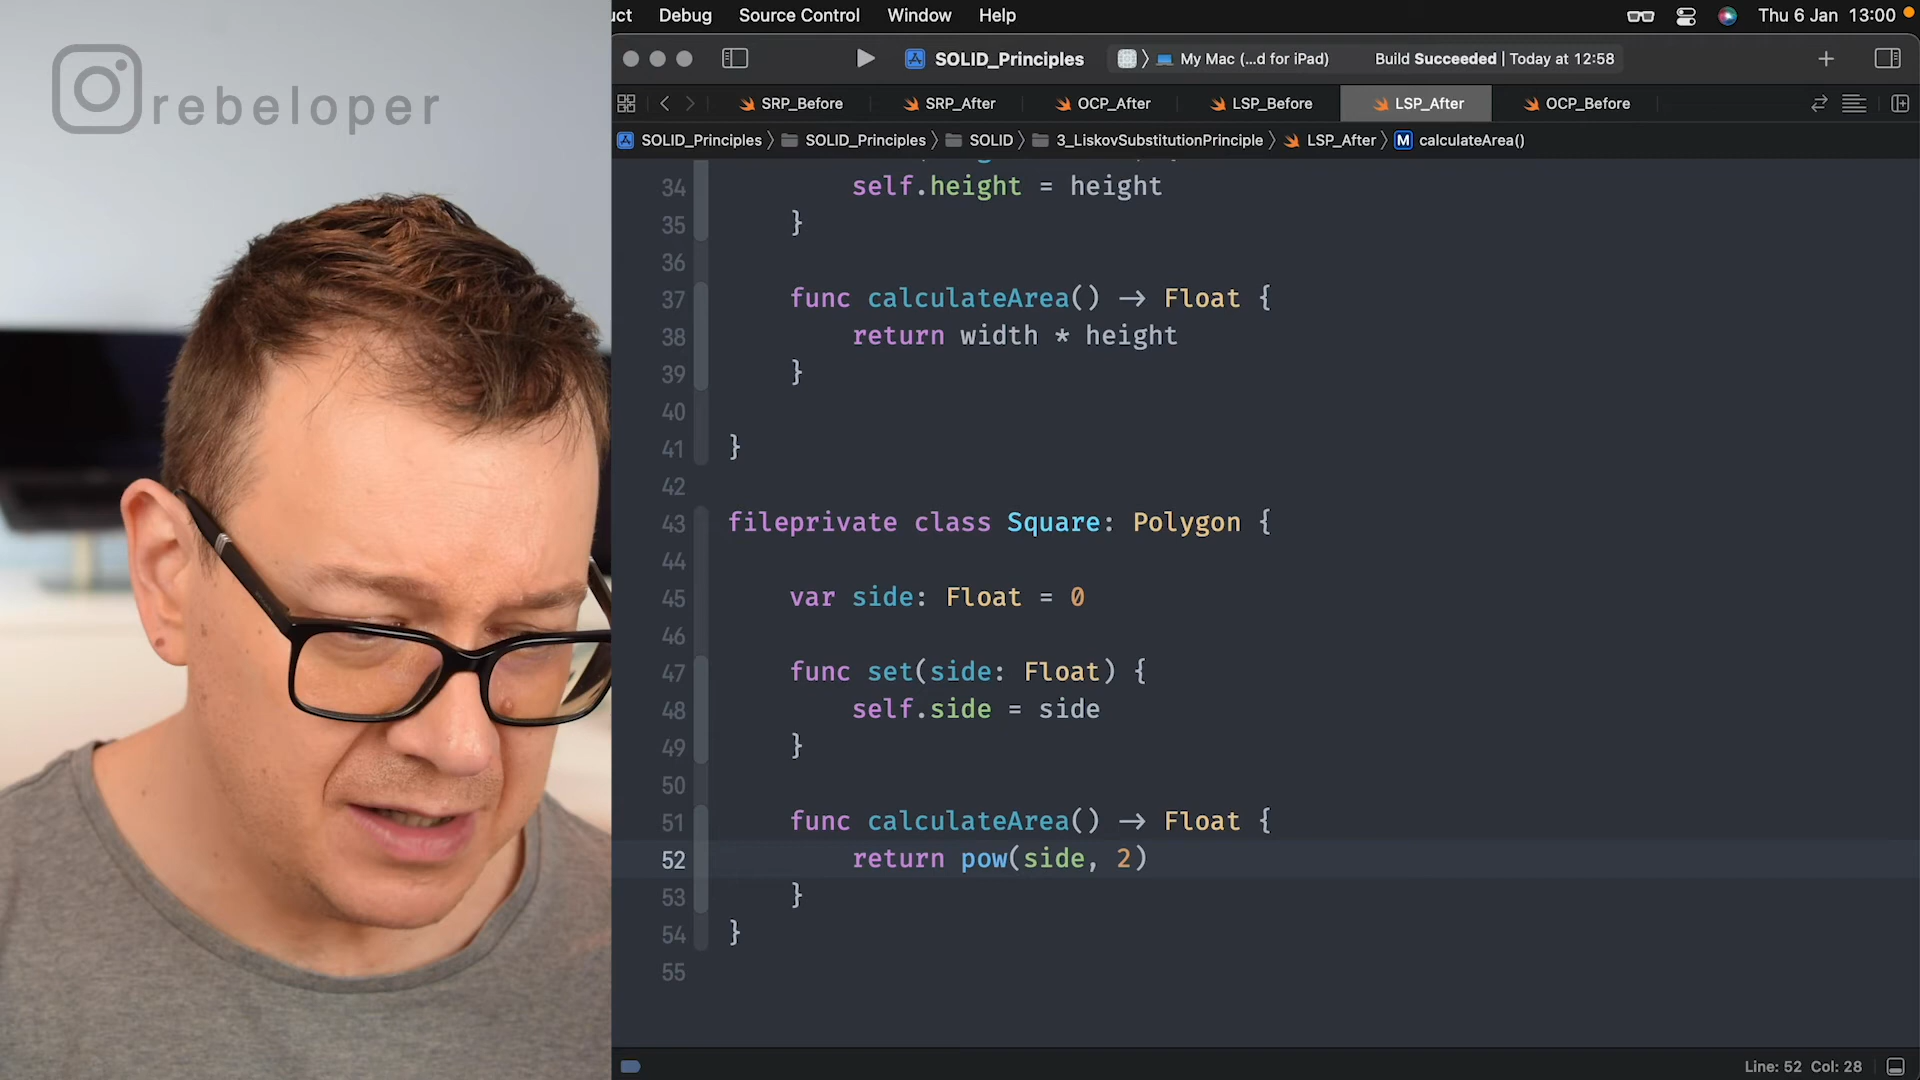 rebeloper
uct Debug Source Control Window Help Thu 6 Jan 13:00
SOLID_Principles My Mac (...d for iPad) Build Succeeded | Today at 12:58
SRP_Before SRP_After OCP_After LSP_Before LSP_After OCP_Before
SOLID_Principles SOLID_Principles SOLID 3_LiskovSubstitutionPrinciple LSP_After M calculateArea()
34 self.height = height
35 }
36
37 func calculateArea() -> Float {
38 return width * height
39 }
40
41 }
42
43 fileprivate class Square: Polygon {
44
45 var side: Float = 0
46
47 func set(side: Float) {
48 self.side = side
49 }
50
51 func calculateArea() -> Float {
52 return pow(side, 2)
53 }
54 }
55
Line: 52 Col: 28